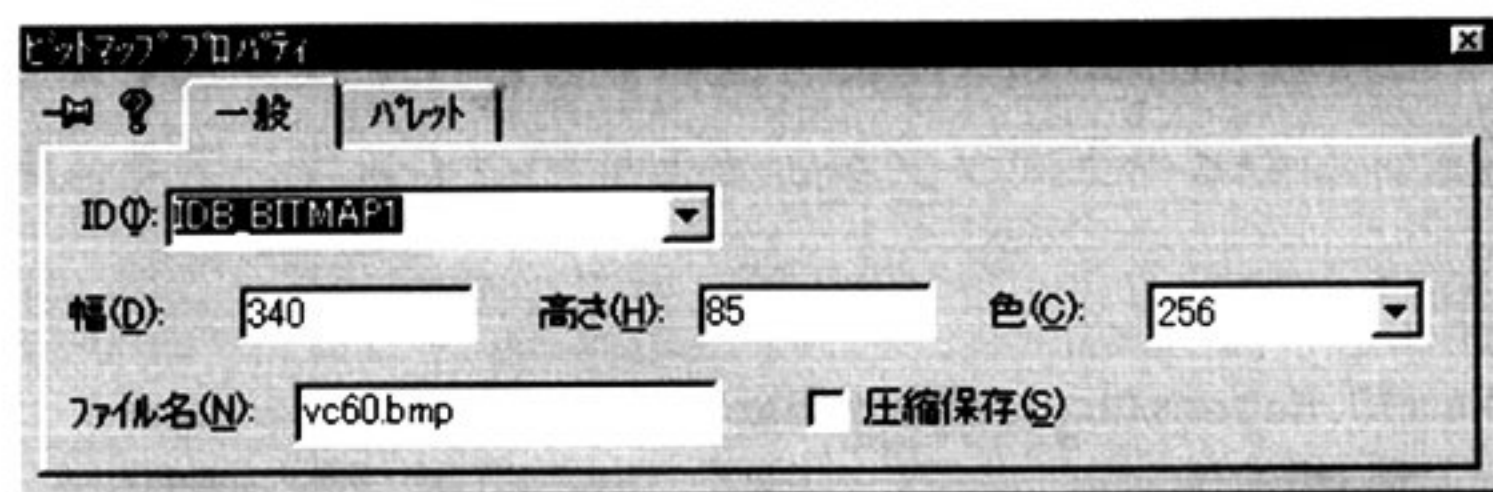 ビットマップ プロパティ
一般 パレット
ID(I): IDB_BITMAP1
幅(D): 340 高さ(H): 85 色(C): 256
ファイル名(N): vc60.bmp 圧縮保存(S)